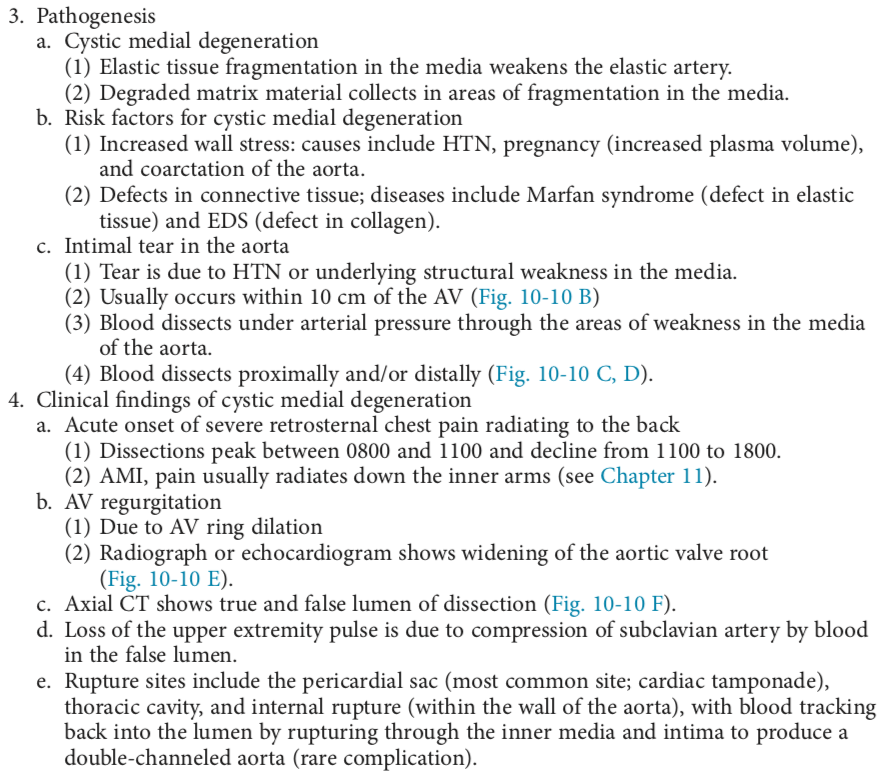 3. Pathogenesis
a. Cystic medial degeneration
(1) Elastic tissue fragmentation in the media weakens the elastic artery.
(2) Degraded matrix material collects in areas of fragmentation in the media.
b. Risk factors for cystic medial degeneration
(1) Increased wall stress: causes include HTN, pregnancy (increased plasma volume),
and coarctation of the aorta.
(2) Defects in connective tissue; diseases include Marfan syndrome (defect in elastic
tissue) and EDS (defect in collagen).
c. Intimal tear in the aorta
(1) Tear is due to HTN or underlying structural weakness in the media.
(2) Usually occurs within 10 cm of the AV (Fig. 10-10 B)
(3) Blood dissects under arterial pressure through the areas of weakness in the media
of the aorta.
(4) Blood dissects proximally and/or distally (Fig. 10-10 C, D).
4. Clinical findings of cystic medial degeneration
a. Acute onset of severe retrosternal chest pain radiating to the back
(1) Dissections peak between 0800 and 1100 and decline from 1100 to 1800.
(2) AMI, pain usually radiates down the inner arms (see Chapter 11).
b. AV regurgitation
(1) Due to AV ring dilation
(2) Radiograph or echocardiogram shows widening of the aortic valve root
(Fig. 10-10 E).
c. Axial CT shows true and false lumen of dissection (Fig. 10-10 F).
d. Loss of the upper extremity pulse is due to compression of subclavian artery by blood
in the false lumen.
e. Rupture sites include the pericardial sac (most common site; cardiac tamponade),
thoracic cavity, and internal rupture (within the wall of the aorta), with blood tracking
back into the lumen by rupturing through the inner media and intima to produce a
double-channeled aorta (rare complication).